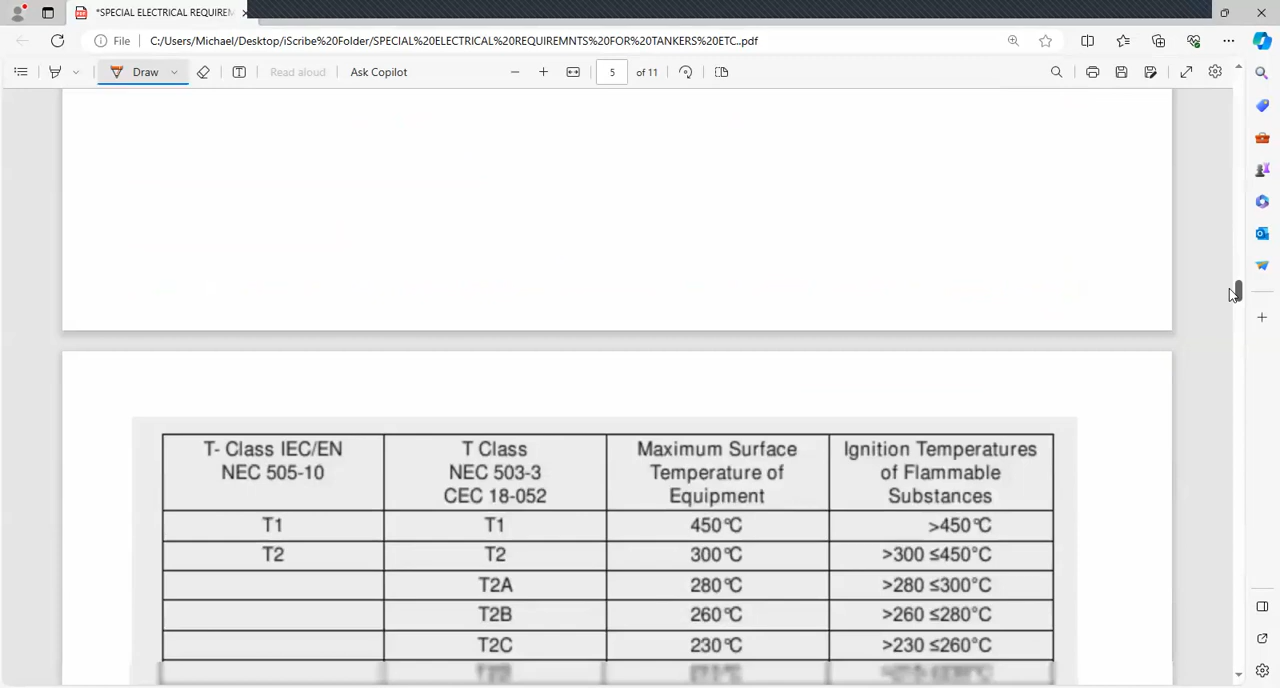 *SPECIAL ELECTRICAL REQUIREM
File
C:/Users/Michael/Desktop/iScribe%20Folder/SPECIAL%20ELECTRICAL%20REQUIREMNTS%20FOR%20TANKERS%20ETC..pdf
Draw
Read aloud
Ask Copilot
5 of 11
T- Class IEC/EN
NEC 505-10
T Class
NEC 503-3
CEC 18-052
Maximum Surface
Temperature of
Equipment
Ignition Temperatures
of Flammable
Substances
T1 T1 450°C >450°C
T2 T2 300°C >300 ≤450°C
T2A 280°C >280 ≤300°C
T2B 260°C >260 ≤280°C
T2C 230°C >230 ≤260°C